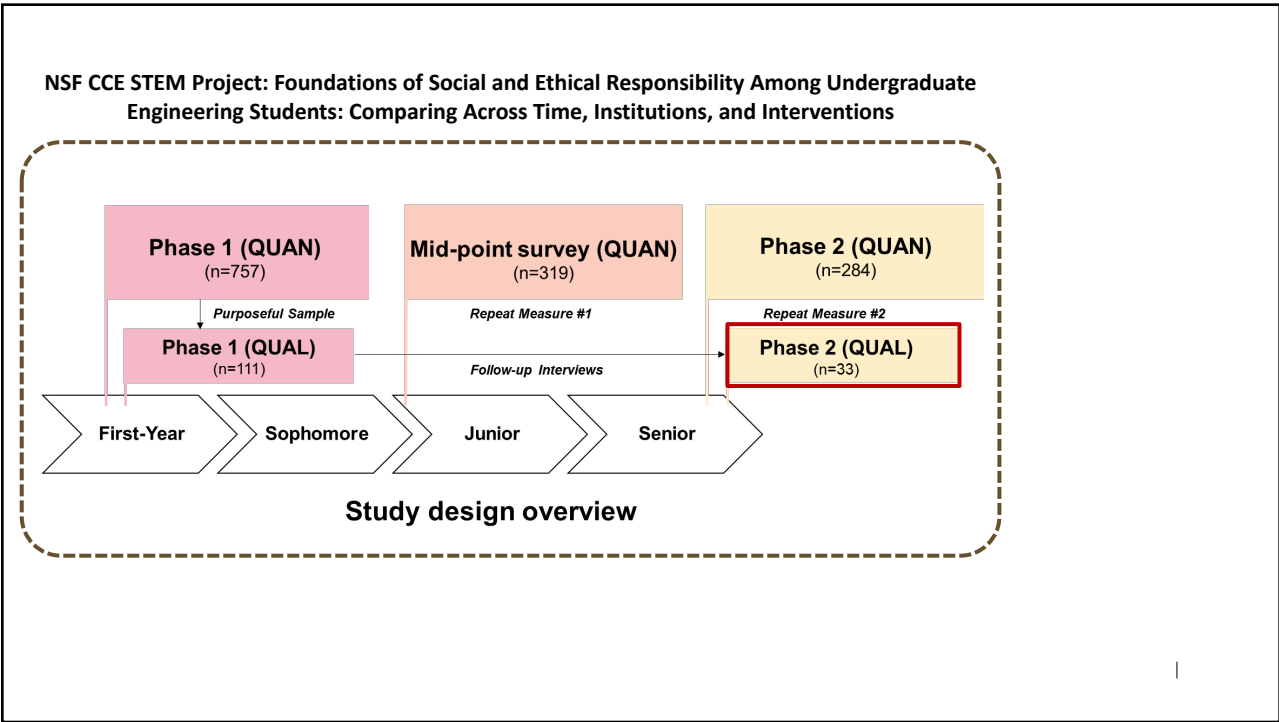 NSF CCE STEM Project: Foundations of Social and Ethical Responsibility Among Undergraduate
Engineering Students: Comparing Across Time, Institutions, and Interventions
Phase 1 (QUAN)
(n=757)
Mid-point survey (QUAN)
(n=319)
Phase 2 (QUAN)
(n=284)
Purposeful Sample
Repeat Measure #1
Repeat Measure #2
Phase 1 (QUAL)
(n=111)
Follow-up Interviews
Phase 2 (QUAL)
(n=33)
First-Year
Sophomore
Junior
Senior
Study design overview